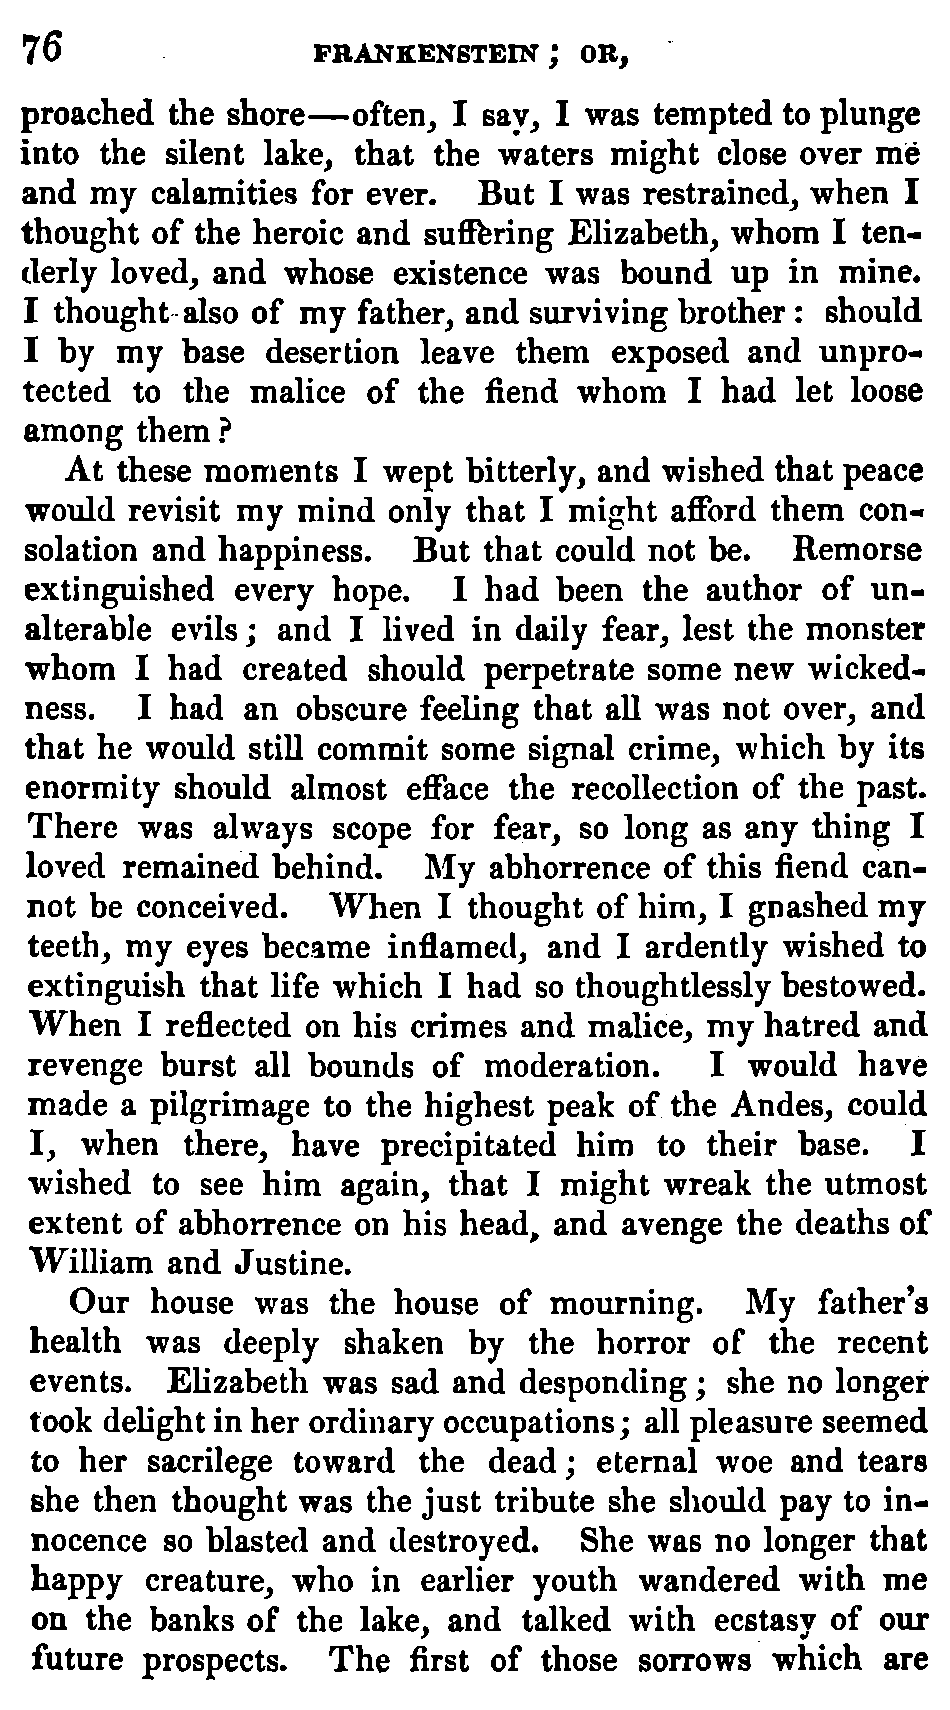 76 FRANKENSTEIN ; OR,
proached the shore—often, I say, I was tempted to plunge
into the silent lake, that the waters might close over me
and my calamities for ever. But I was restrained, when I
thought of the heroic and suffering Elizabeth, whom I ten-
derly loved, and whose existence was bound up in mine.
I thought also of my father, and surviving brother : should
I by my base desertion leave them exposed and unpro-
tected to the malice of the fiend whom I had let loose
among them ?
At these moments I wept bitterly, and wished that peace
would revisit my mind only that I might afford them con-
solation and happiness. But that could not be. Remorse
extinguished every hope. I had been the author of un-
alterable evils ; and I lived in daily fear, lest the monster
whom I had created should perpetrate some new wicked-
ness. I had an obscure feeling that all was not over, and
that he would still commit some signal crime, which by its
enormity should almost efface the recollection of the past.
There was always scope for fear, so long as any thing I
loved remained behind. My abhorrence of this fiend can-
not be conceived. When I thought of him, I gnashed my
teeth, my eyes became inflamed, and I ardently wished to
extinguish that life which I had so thoughtlessly bestowed.
When I reflected on his crimes and malice, my hatred and
revenge burst all bounds of moderation. I would have
made a pilgrimage to the highest peak of the Andes, could
I, when there, have precipitated him to their base. I
wished to see him again, that I might wreak the utmost
extent of abhorrence on his head, and avenge the deaths of
William and Justine.
Our house was the house of mourning. My father's
health was deeply shaken by the horror of the recent
events. Elizabeth was sad and desponding ; she no longer
took delight in her ordinary occupations ; all pleasure seemed
to her sacrilege toward the dead ; eternal woe and tears
she then thought was the just tribute she should pay to in-
nocence so blasted and destroyed. She was no longer that
happy creature, who in earlier youth wandered with me
on the banks of the lake, and talked with ecstasy of our
future prospects. The first of those sorrows which are